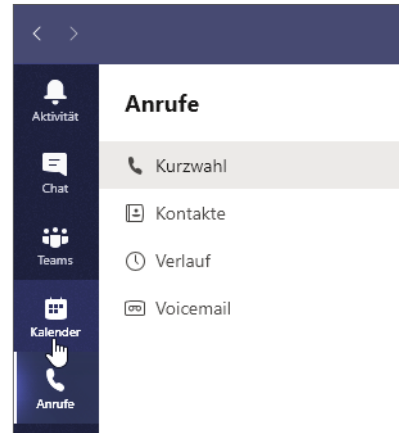 Aktivität
Chat
Teams
Kalender
Anrufe
Anrufe
Kurzwahl
Kontakte
Verlauf
Voicemail